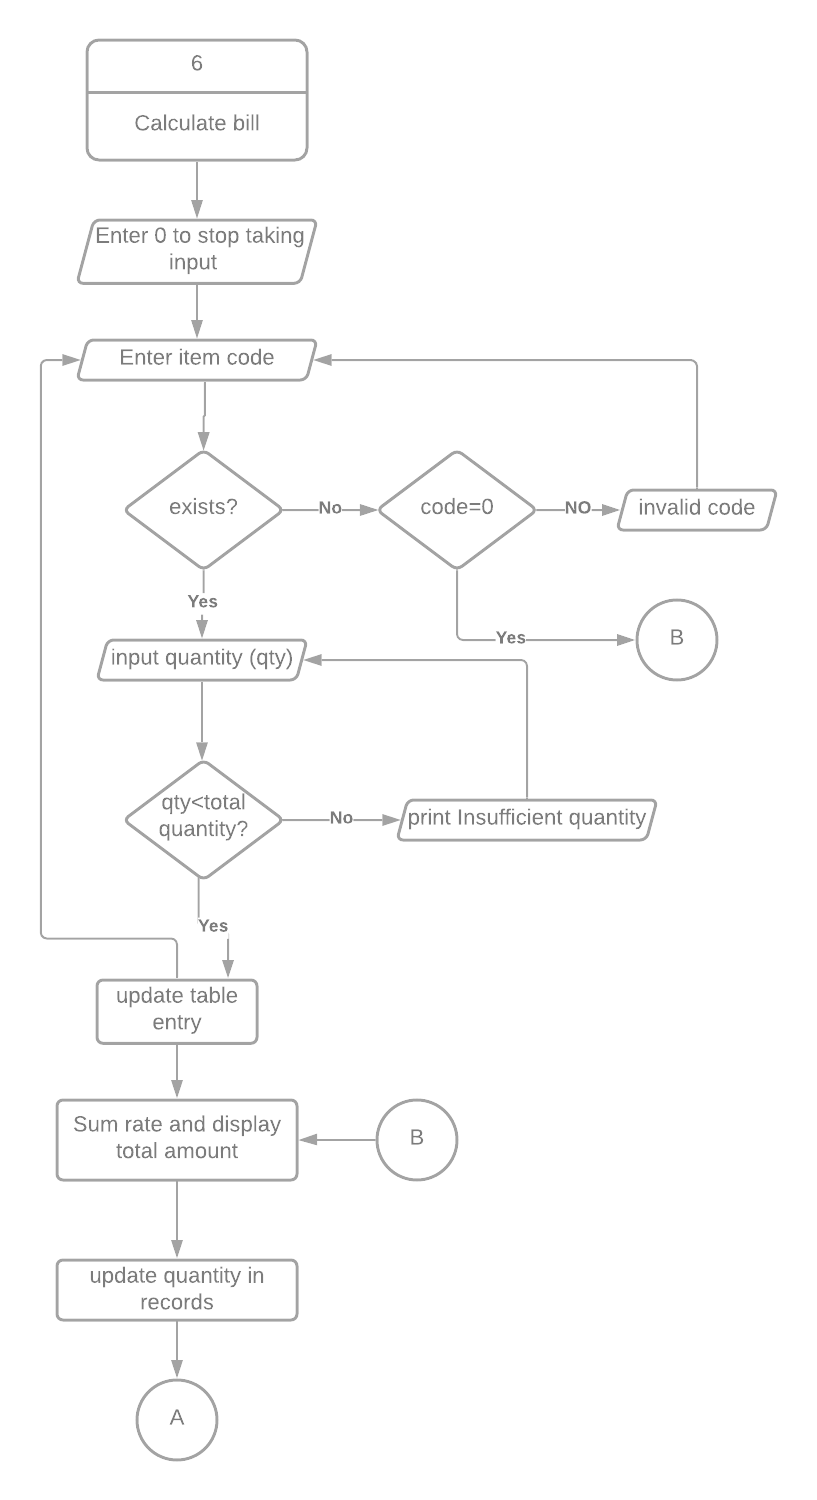 6
Calculate bill
Enter 0 to stop taking
input
Enter item code
exists?
No
code=0
NO
invalid code
Yes
Yes
B
input quantity (qty)
qty<total
quantity?
No
print Insufficient quantity
Yes
update table
entry
Sum rate and display
total amount
B
update quantity in
records
A